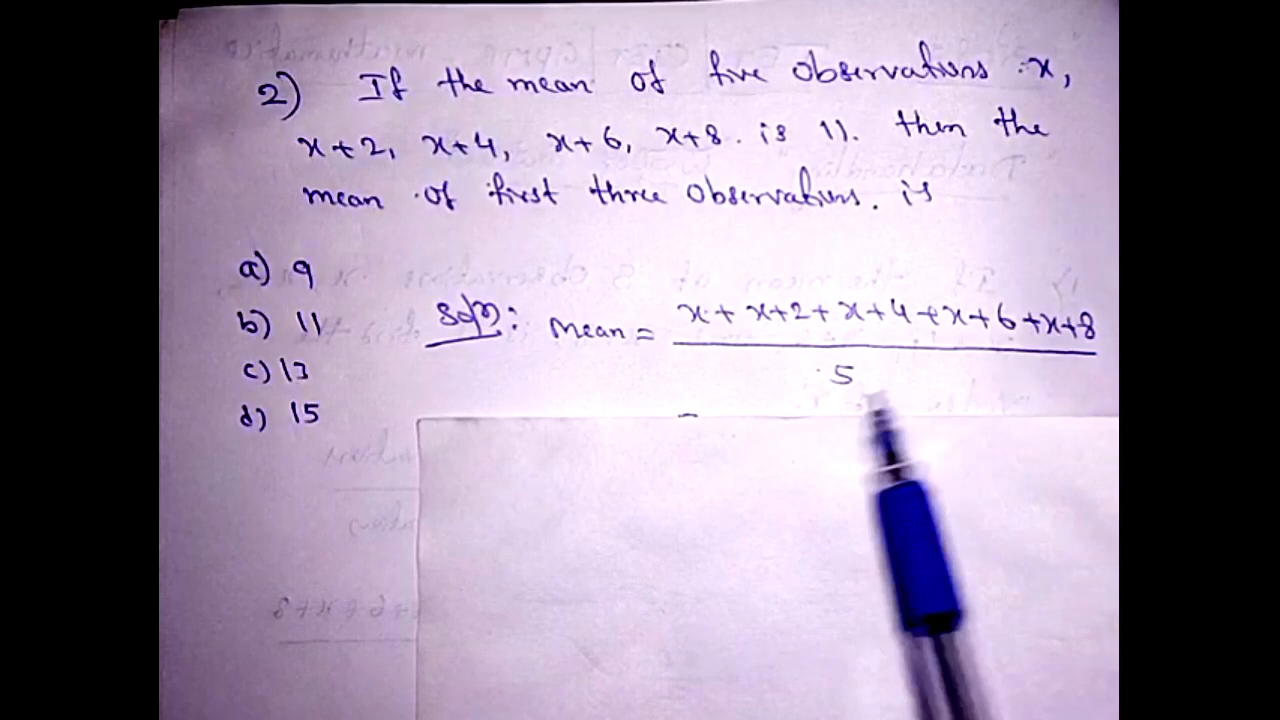 2) If the mean of five observations x,
x+2, x+4, x+6, x+8. is 11. then the
mean of first three observations. is
a) 9
b) 11
c) 13
d) 15
Soln: Mean = x + x+2 + x+4 + x+6 + x+8
5